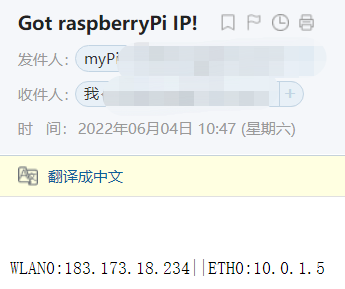 Got raspberryPi IP!
发件人: myPi
收件人: 我
时 间: 2022年06月04日 10:47 (星期六)
翻译成中文
WLAN0:183.173.18.234||ETH0:10.0.1.5